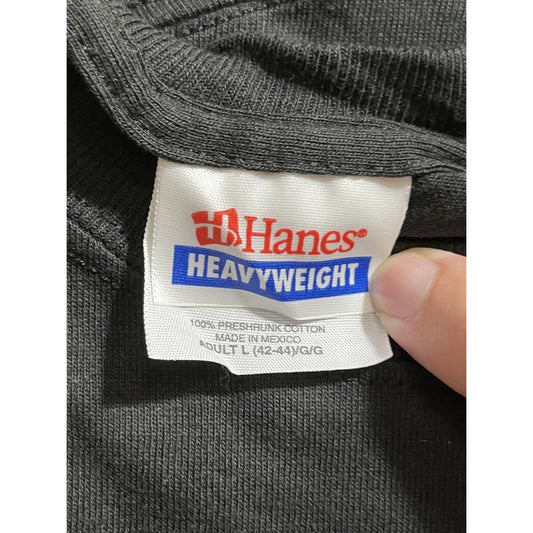 Hanes®
HEAVYWEIGHT
100% PRESHRUNK COTTON
MADE IN MEXICO
ADULT L (42-44)/G/G